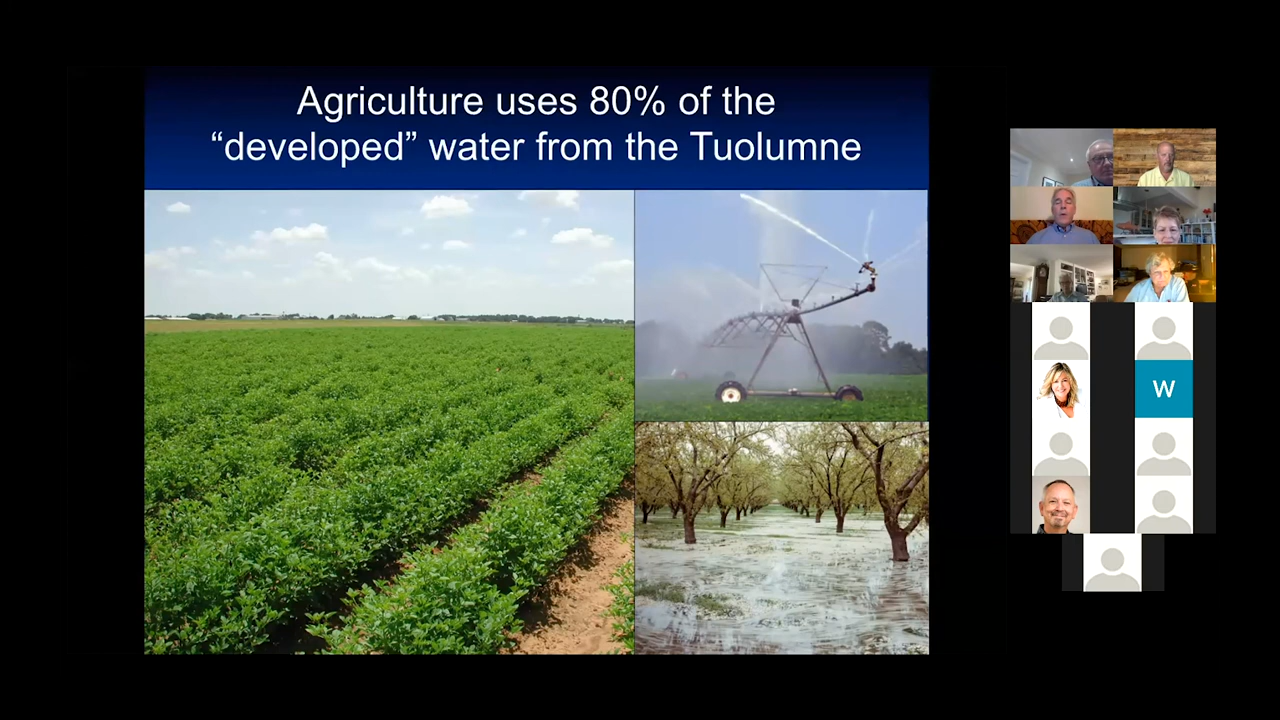 Agriculture uses 80% of the
“developed” water from the Tuolumne
W